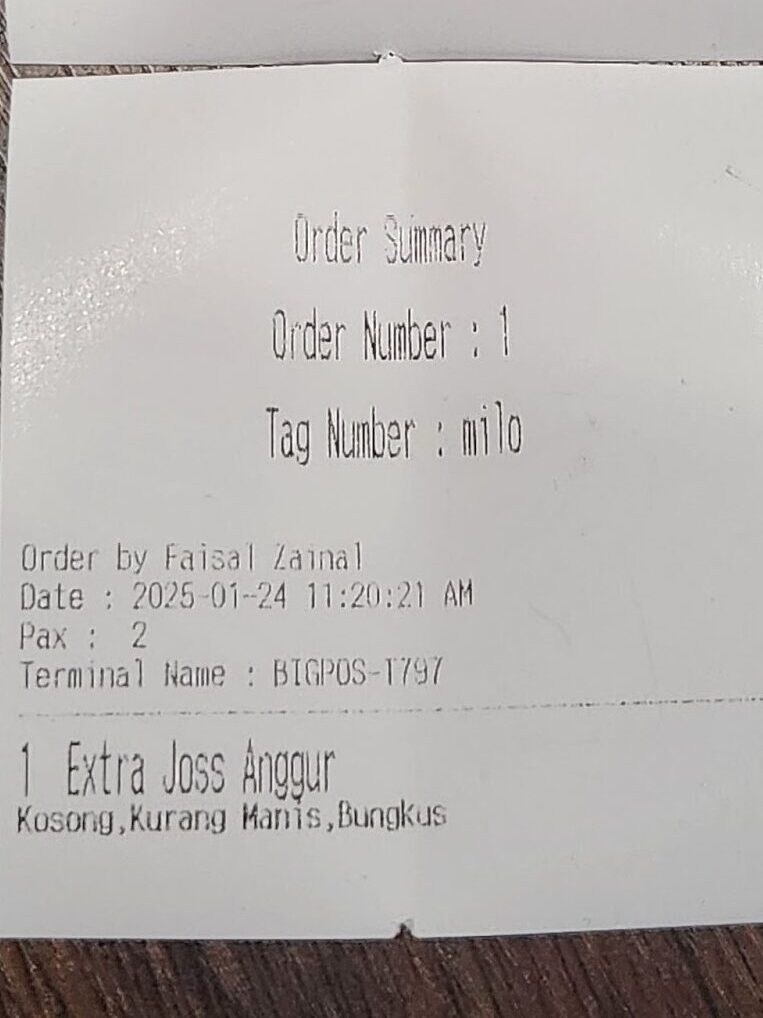 Order Summary
Order Number : 1
Tag Number : milo
Order by Faisal Zainal
Date : 2025-01-24 11:20:21 AM
Pax : 2
Terminal Name : BIGPOS-T797
1 Extra Joss Anggur
Kosong,Kurang Manis,Bungkus